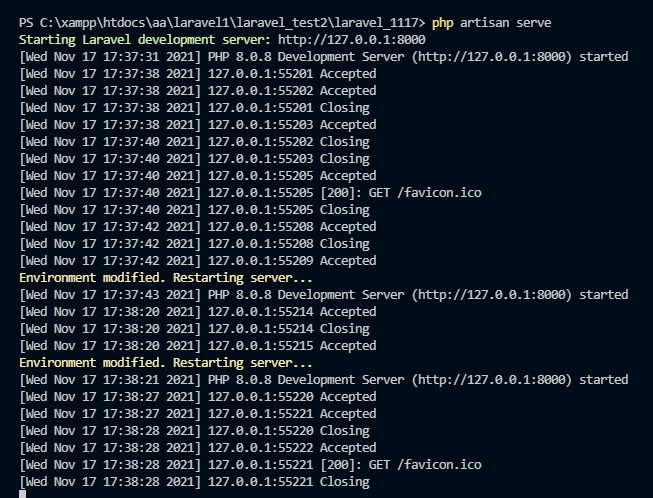 PS C:\xampp\htdocs\aa\laravel1\laravel_test2\laravel_1117> php artisan serve
Starting Laravel development server: http://127.0.0.1:8000
[Wed Nov 17 17:37:31 2021] PHP 8.0.8 Development Server (http://127.0.0.1:8000) started
[Wed Nov 17 17:37:38 2021] 127.0.0.1:55201 Accepted
[Wed Nov 17 17:37:38 2021] 127.0.0.1:55202 Accepted
[Wed Nov 17 17:37:38 2021] 127.0.0.1:55201 Closing
[Wed Nov 17 17:37:38 2021] 127.0.0.1:55203 Accepted
[Wed Nov 17 17:37:40 2021] 127.0.0.1:55202 Closing
[Wed Nov 17 17:37:40 2021] 127.0.0.1:55203 Closing
[Wed Nov 17 17:37:40 2021] 127.0.0.1:55205 Accepted
[Wed Nov 17 17:37:40 2021] 127.0.0.1:55205 [200]: GET /favicon.ico
[Wed Nov 17 17:37:40 2021] 127.0.0.1:55205 Closing
[Wed Nov 17 17:37:42 2021] 127.0.0.1:55208 Accepted
[Wed Nov 17 17:37:42 2021] 127.0.0.1:55208 Closing
[Wed Nov 17 17:37:42 2021] 127.0.0.1:55209 Accepted
Environment modified. Restarting server...
[Wed Nov 17 17:37:43 2021] PHP 8.0.8 Development Server (http://127.0.0.1:8000) started
[Wed Nov 17 17:38:20 2021] 127.0.0.1:55214 Accepted
[Wed Nov 17 17:38:20 2021] 127.0.0.1:55214 Closing
[Wed Nov 17 17:38:20 2021] 127.0.0.1:55215 Accepted
Environment modified. Restarting server...
[Wed Nov 17 17:38:21 2021] PHP 8.0.8 Development Server (http://127.0.0.1:8000) started
[Wed Nov 17 17:38:27 2021] 127.0.0.1:55220 Accepted
[Wed Nov 17 17:38:27 2021] 127.0.0.1:55221 Accepted
[Wed Nov 17 17:38:28 2021] 127.0.0.1:55220 Closing
[Wed Nov 17 17:38:28 2021] 127.0.0.1:55222 Accepted
[Wed Nov 17 17:38:28 2021] 127.0.0.1:55221 [200]: GET /favicon.ico
[Wed Nov 17 17:38:28 2021] 127.0.0.1:55221 Closing